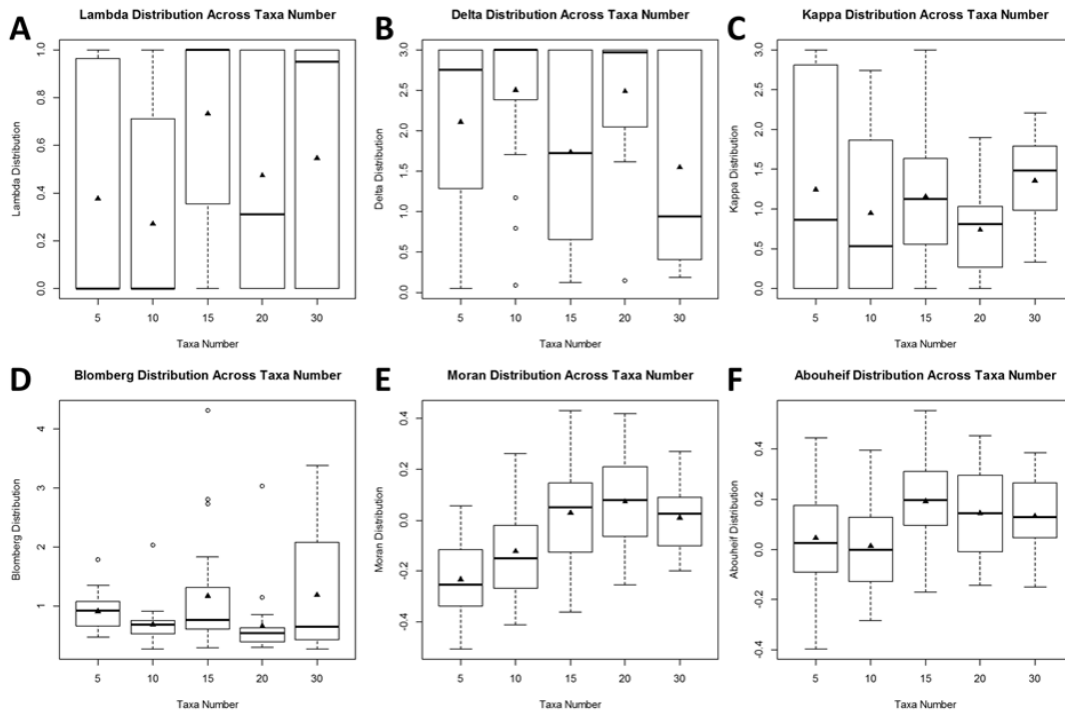 A
Lambda Distribution Across Taxa Number
Lambda Distribution
1.0
0.8
0.6
0.4
0.2
0.0
5 10 15 20 30
Taxa Number
B
Delta Distribution Across Taxa Number
Delta Distribution
3.0
2.5
2.0
1.5
1.0
0.5
0.0
5 10 15 20 30
Taxa Number
C
Kappa Distribution Across Taxa Number
Kappa Distribution
3.0
2.5
2.0
1.5
1.0
0.5
0.0
5 10 15 20 30
Taxa Number
D
Blomberg Distribution Across Taxa Number
Blomberg Distribution
4
3
2
1
5 10 15 20 30
Taxa Number
E
Moran Distribution Across Taxa Number
Moran Distribution
0.4
0.2
0.0
-0.2
-0.4
5 10 15 20 30
Taxa Number
F
Abouheif Distribution Across Taxa Number
Abouheif Distribution
0.4
0.2
0.0
-0.2
-0.4
5 10 15 20 30
Taxa Number